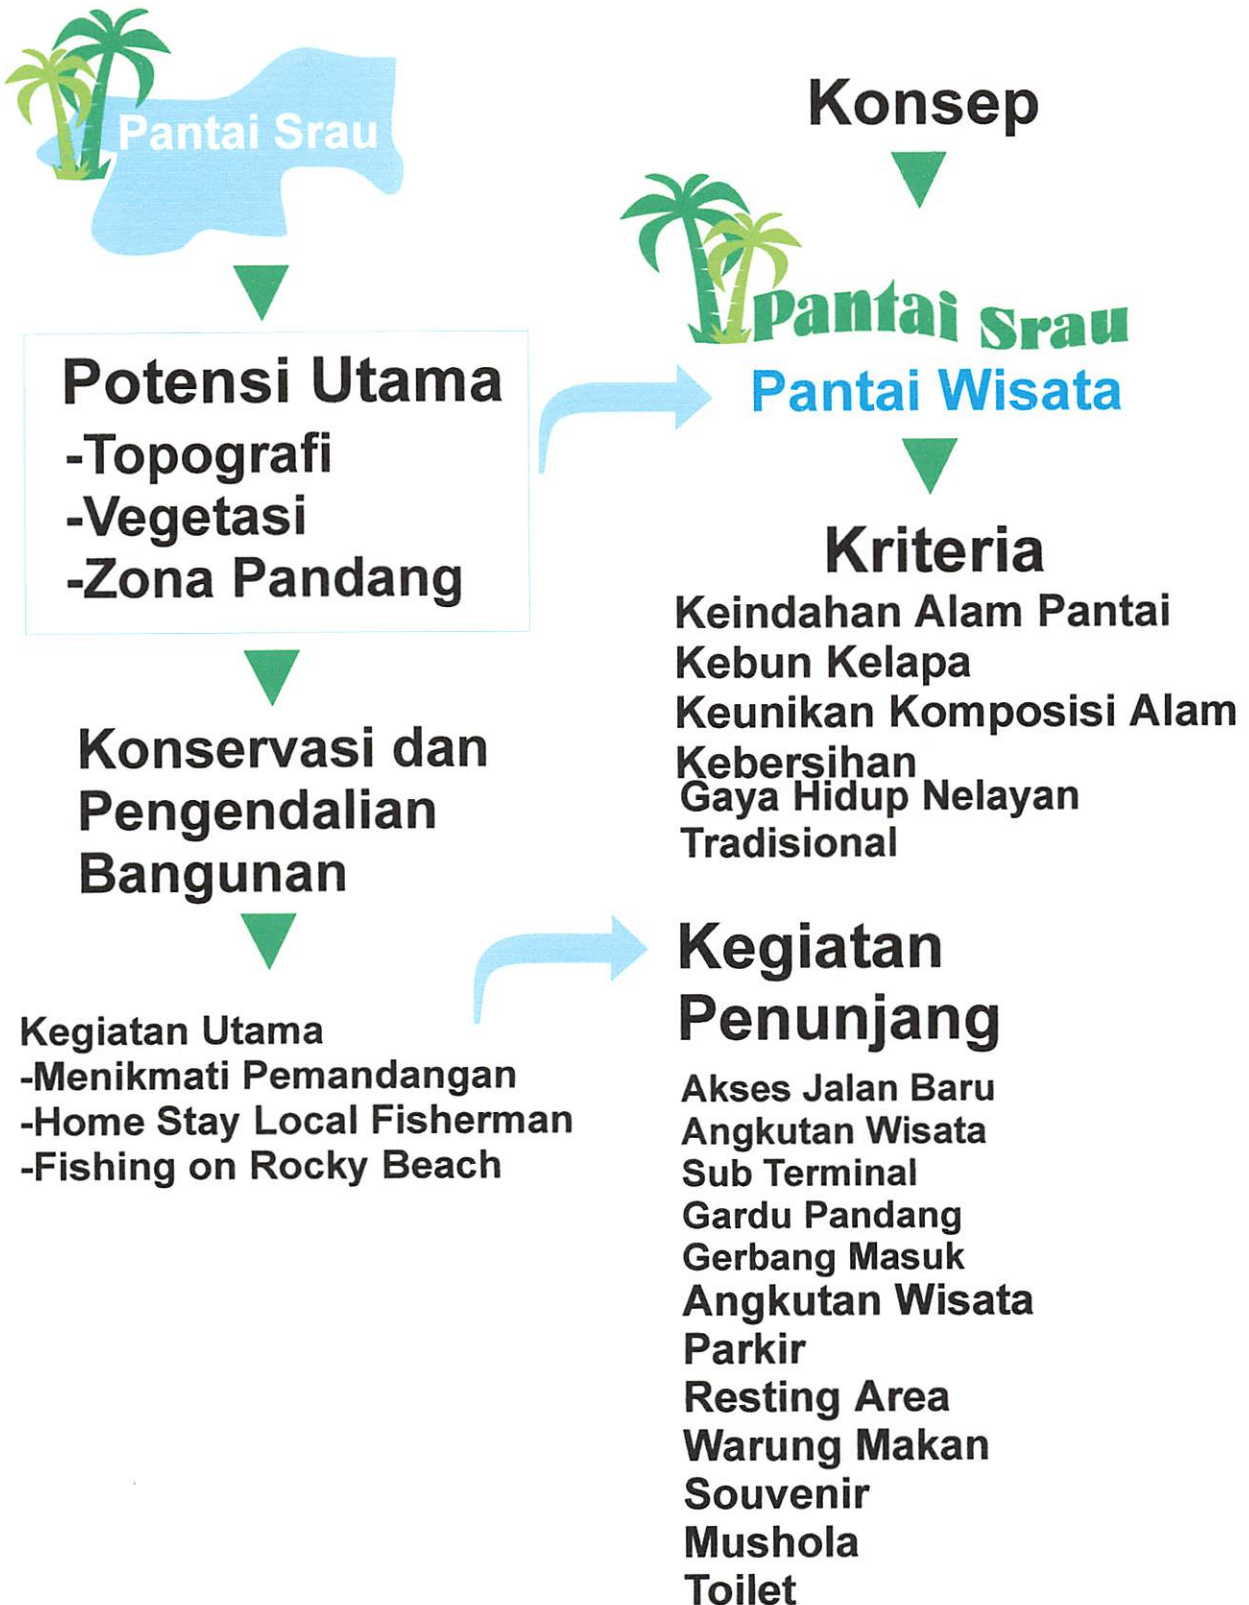 Pantai Srau
Potensi Utama
-Topografi
-Vegetasi
-Zona Pandang
Konservasi dan
Pengendalian
Bangunan
Kegiatan Utama
-Menikmati Pemandangan
-Home Stay Local Fisherman
-Fishing on Rocky Beach
Konsep
Pantai Srau
Pantai Wisata
Kriteria
Keindahan Alam Pantai
Kebun Kelapa
Keunikan Komposisi Alam
Kebersihan
Gaya Hidup Nelayan
Tradisional
Kegiatan
Penunjang
Akses Jalan Baru
Angkutan Wisata
Sub Terminal
Gardu Pandang
Gerbang Masuk
Angkutan Wisata
Parkir
Resting Area
Warung Makan
Souvenir
Mushola
Toilet